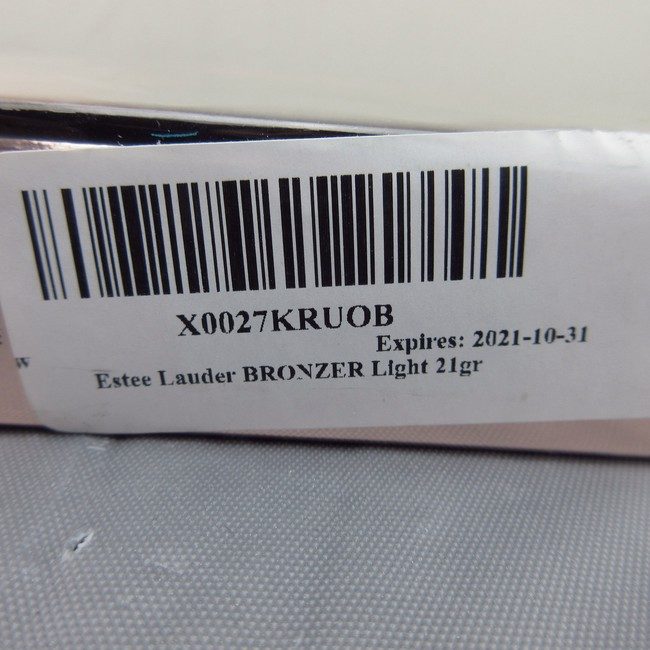 X0027KRUOB
Expires: 2021-10-31
Estee Lauder BRONZER Light 21gr